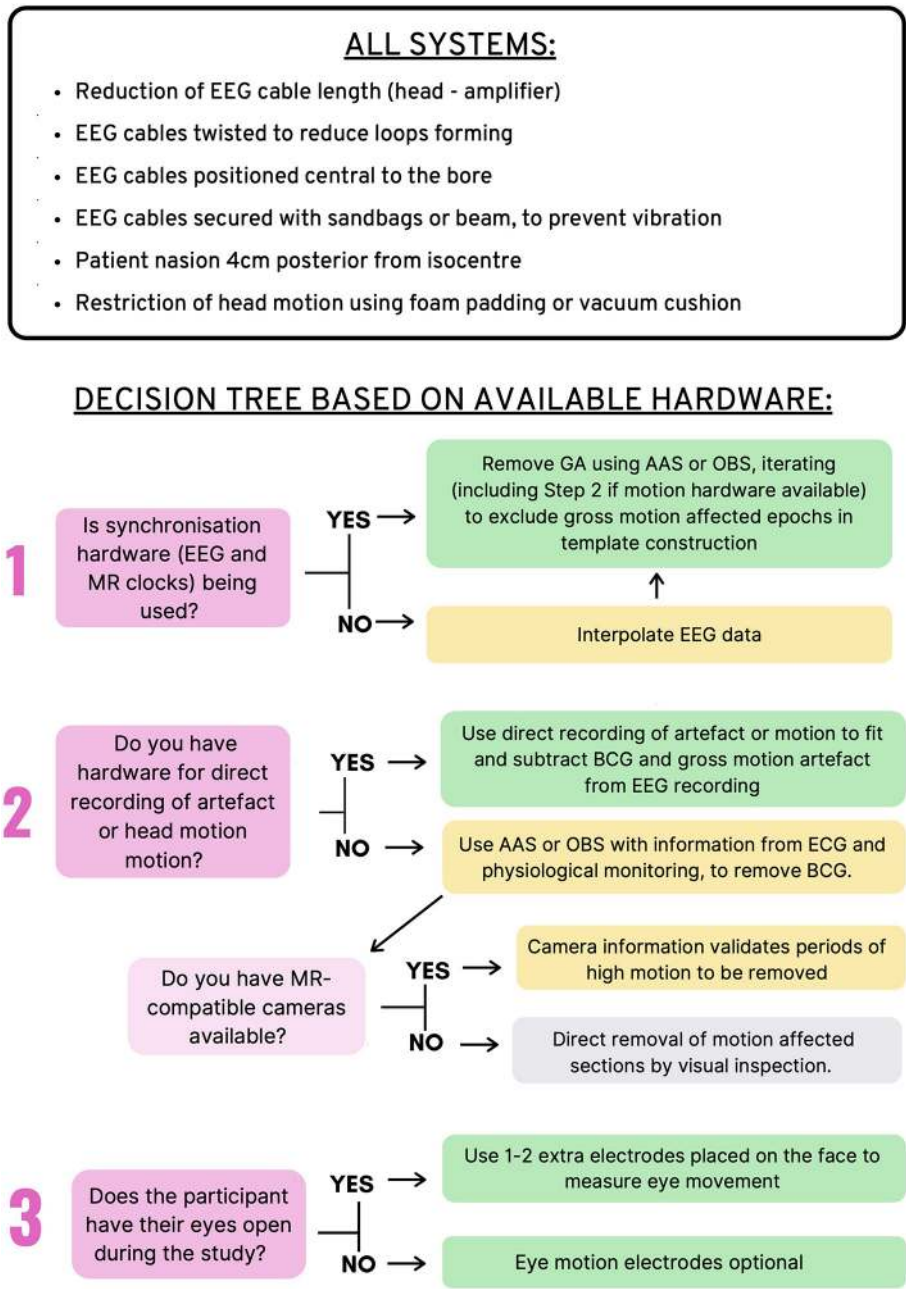 ALL SYSTEMS:
• Reduction of EEG cable length (head - amplifier)
• EEG cables twisted to reduce loops forming
• EEG cables positioned central to the bore
• EEG cables secured with sandbags or beam, to prevent vibration
• Patient nasion 4cm posterior from isocentre
• Restriction of head motion using foam padding or vacuum cushion
DECISION TREE BASED ON AVAILABLE HARDWARE:
1
Is synchronisation
hardware (EEG and
MR clocks) being
used?
YES
Remove GA using AAS or OBS, iterating
(including Step 2 if motion hardware available)
to exclude gross motion affected epochs in
template construction
NO
Interpolate EEG data
2
Do you have
hardware for direct
recording of artefact
or head motion
motion?
YES
Use direct recording of artefact or motion to fit
and subtract BCG and gross motion artefact
from EEG recording
NO
Use AAS or OBS with information from ECG and
physiological monitoring, to remove BCG.
Do you have MR-
compatible cameras
available?
YES
Camera information validates periods of
high motion to be removed
NO
Direct removal of motion affected
sections by visual inspection.
3
Does the participant
have their eyes open
during the study?
YES
Use 1-2 extra electrodes placed on the face to
measure eye movement
NO
Eye motion electrodes optional